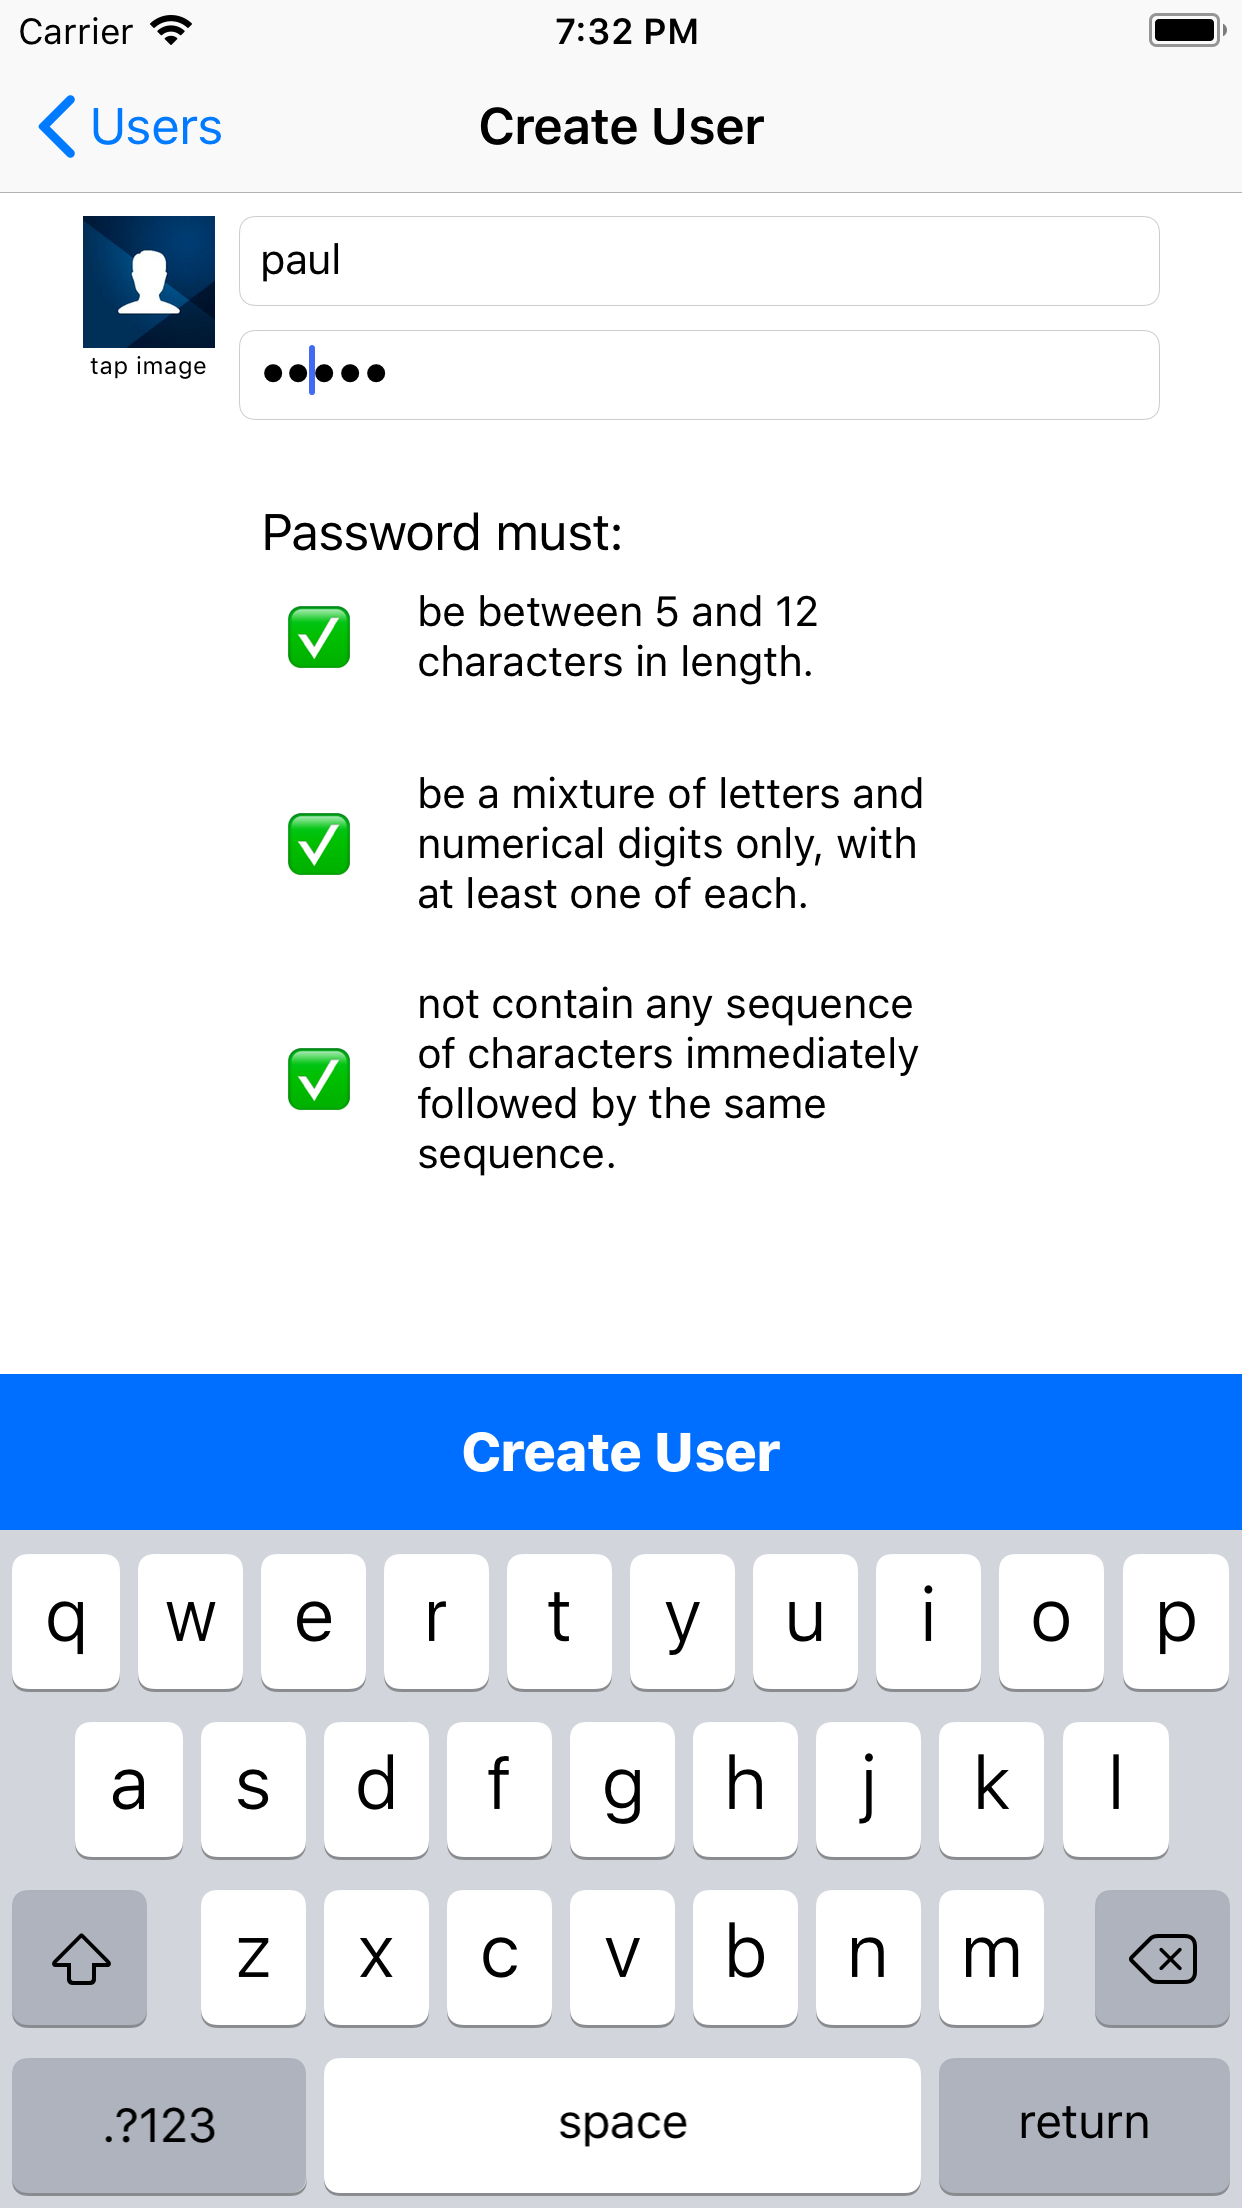 Carrier 7:32 PM
Users Create User
paul
tap image
•••••
Password must:
be between 5 and 12
characters in length.
be a mixture of letters and
numerical digits only, with
at least one of each.
not contain any sequence
of characters immediately
followed by the same
sequence.
Create User
q w e r t y u i o p
a s d f g h j k l
z x c v b n m
.?123 space return